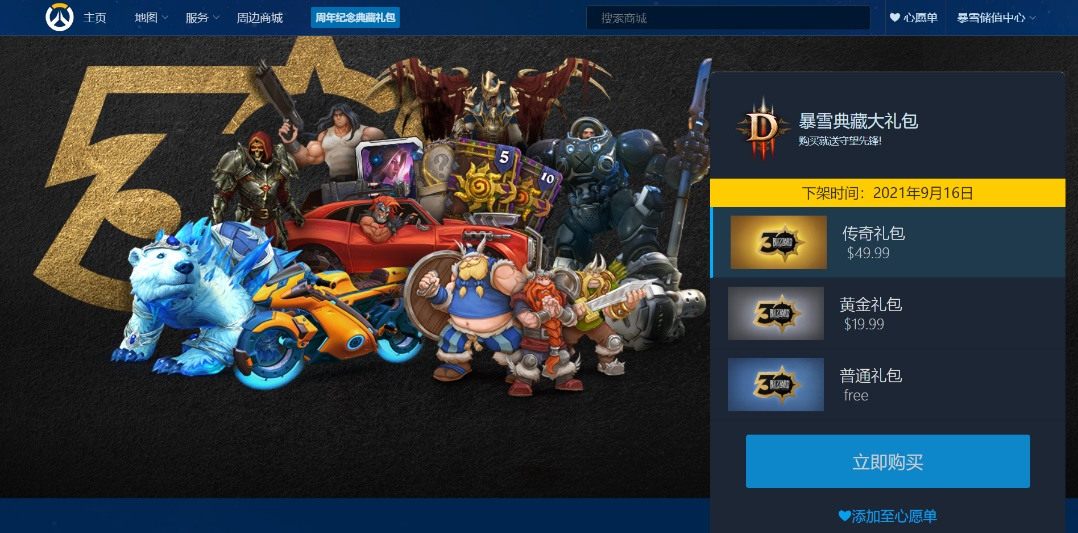 主页
地图
服务
周边商城
周年纪念典藏礼包
搜索商城
心愿单
暴雪储值中心
5
10
D
暴雪典藏大礼包
购买就送守望先锋!
下架时间：2021年9月16日
传奇礼包
$49.99
黄金礼包
$19.99
普通礼包
free
立即购买
添加至心愿单